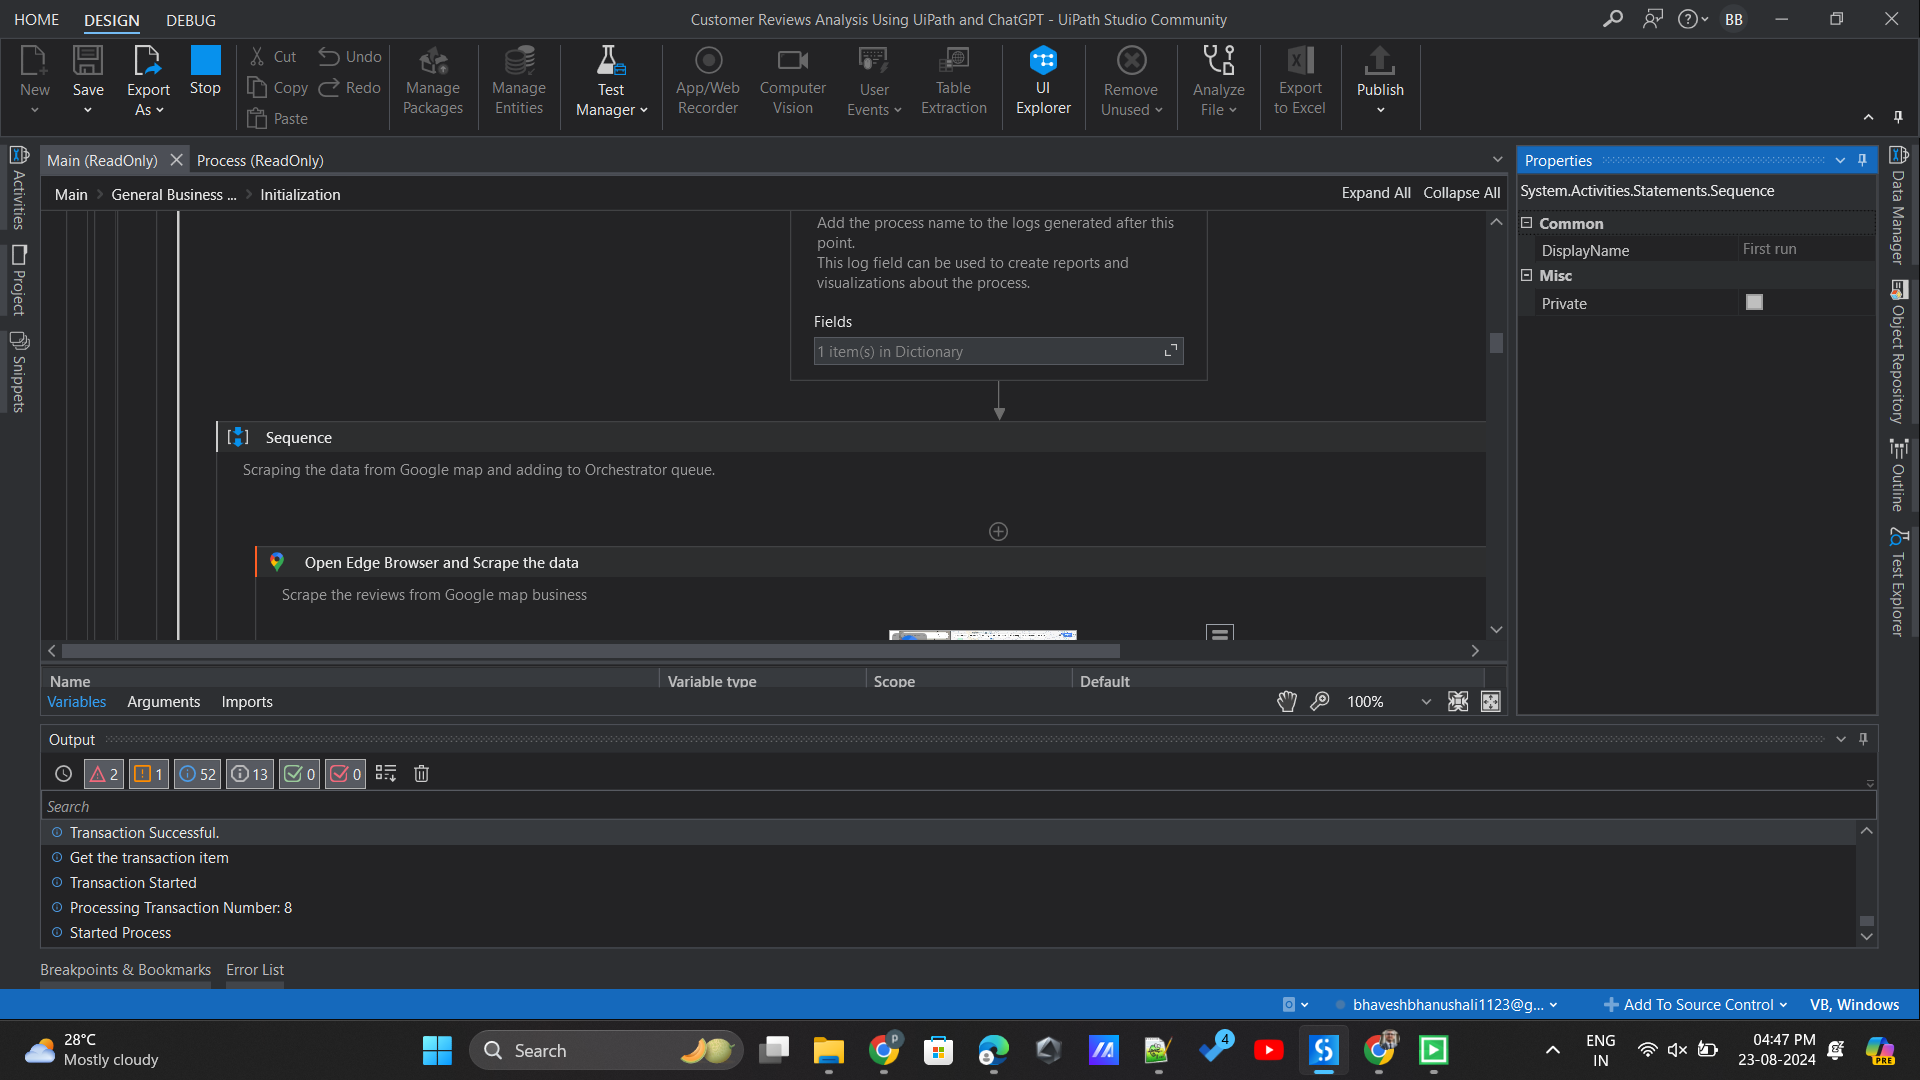 HOME DESIGN DEBUG
Customer Reviews Analysis Using UiPath and ChatGPT - UiPath Studio Community
BB
New
Save
Export
As
Stop
Cut
Copy
Paste
Undo
Redo
Manage
Packages
Manage
Entities
Test
Manager
App/Web
Recorder
Computer
Vision
User
Events
Table
Extraction
UI
Explorer
Remove
Unused
Analyze
File
Export
to Excel
Publish
Activities
Project
Snippets
Main (ReadOnly)
Process (ReadOnly)
Main
General Business ...
Initialization
Expand All
Collapse All
Add the process name to the logs generated after this
point.
This log field can be used to create reports and
visualizations about the process.
Fields
1 item(s) in Dictionary
Sequence
Scraping the data from Google map and adding to Orchestrator queue.
Open Edge Browser and Scrape the data
Scrape the reviews from Google map business
Name
Variable type
Scope
Default
Variables
Arguments
Imports
100%
Properties
System.Activities.Statements.Sequence
Common
DisplayName
First run
Misc
Private
Data Manager
Object Repository
Outline
Test Explorer
Output
2
1
52
13
0
0
Search
Transaction Successful.
Get the transaction item
Transaction Started
Processing Transaction Number: 8
Started Process
Breakpoints & Bookmarks
Error List
bhaveshbhanushali1123@g...
Add To Source Control
VB, Windows
28°C
Mostly cloudy
Search
P
4
ENG
IN
04:47 PM
23-08-2024
PRE